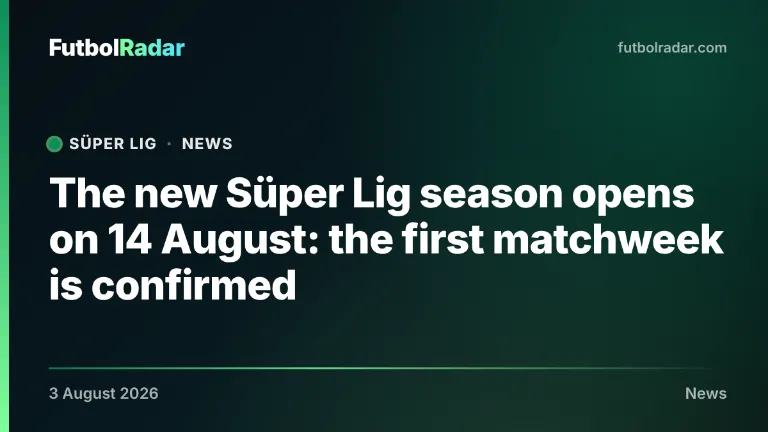 FutbolRadar
futbolradar.com
SÜPER LIG · NEWS
The new Süper Lig season opens
on 14 August: the first matchweek
is confirmed
3 August 2026
News